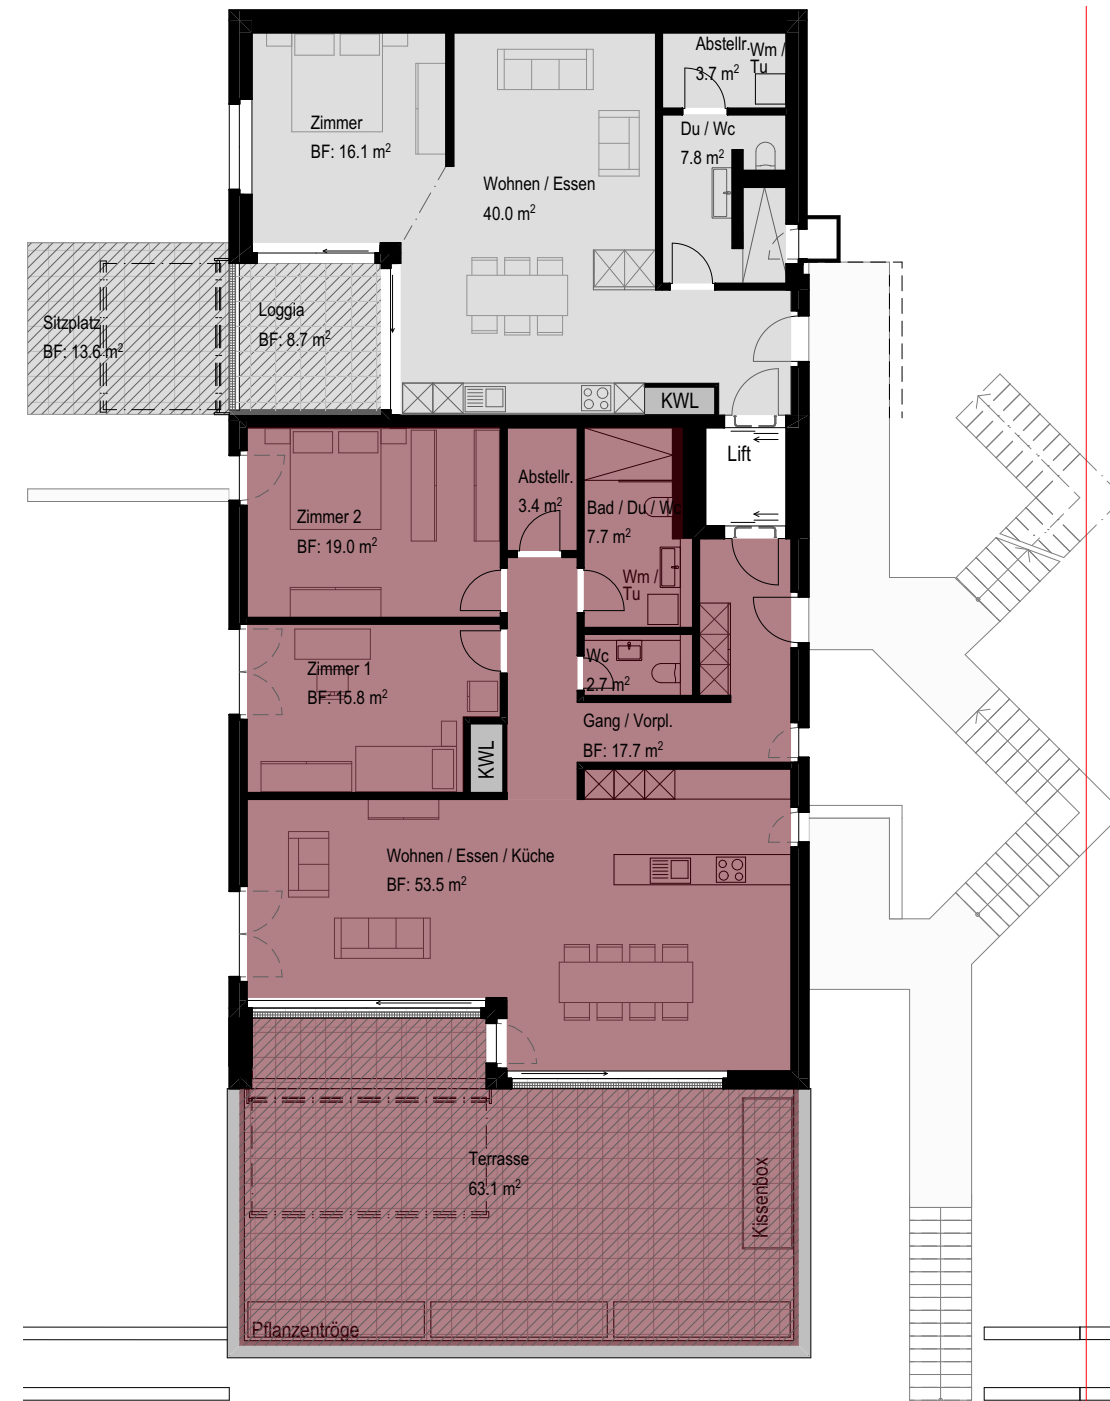 Abstellr.
3.7 m²
Wm /
Tu
Zimmer
BF: 16.1 m²
Du / Wc
7.8 m²
Wohnen / Essen
40.0 m²
Sitzplatz
BF: 13.6 m²
Loggia
BF: 8.7 m²
KWL
Lift
Abstellr.
3.4 m²
Zimmer 2
BF: 19.0 m²
Bad / Du / Wc
7.7 m²
Wm /
Tu
Wc
2.7 m²
Zimmer 1
BF: 15.8 m²
KWL
Gang / Vorpl.
BF: 17.7 m²
Wohnen / Essen / Küche
BF: 53.5 m²
Terrasse
63.1 m²
Kissenbox
Pflanzentröge